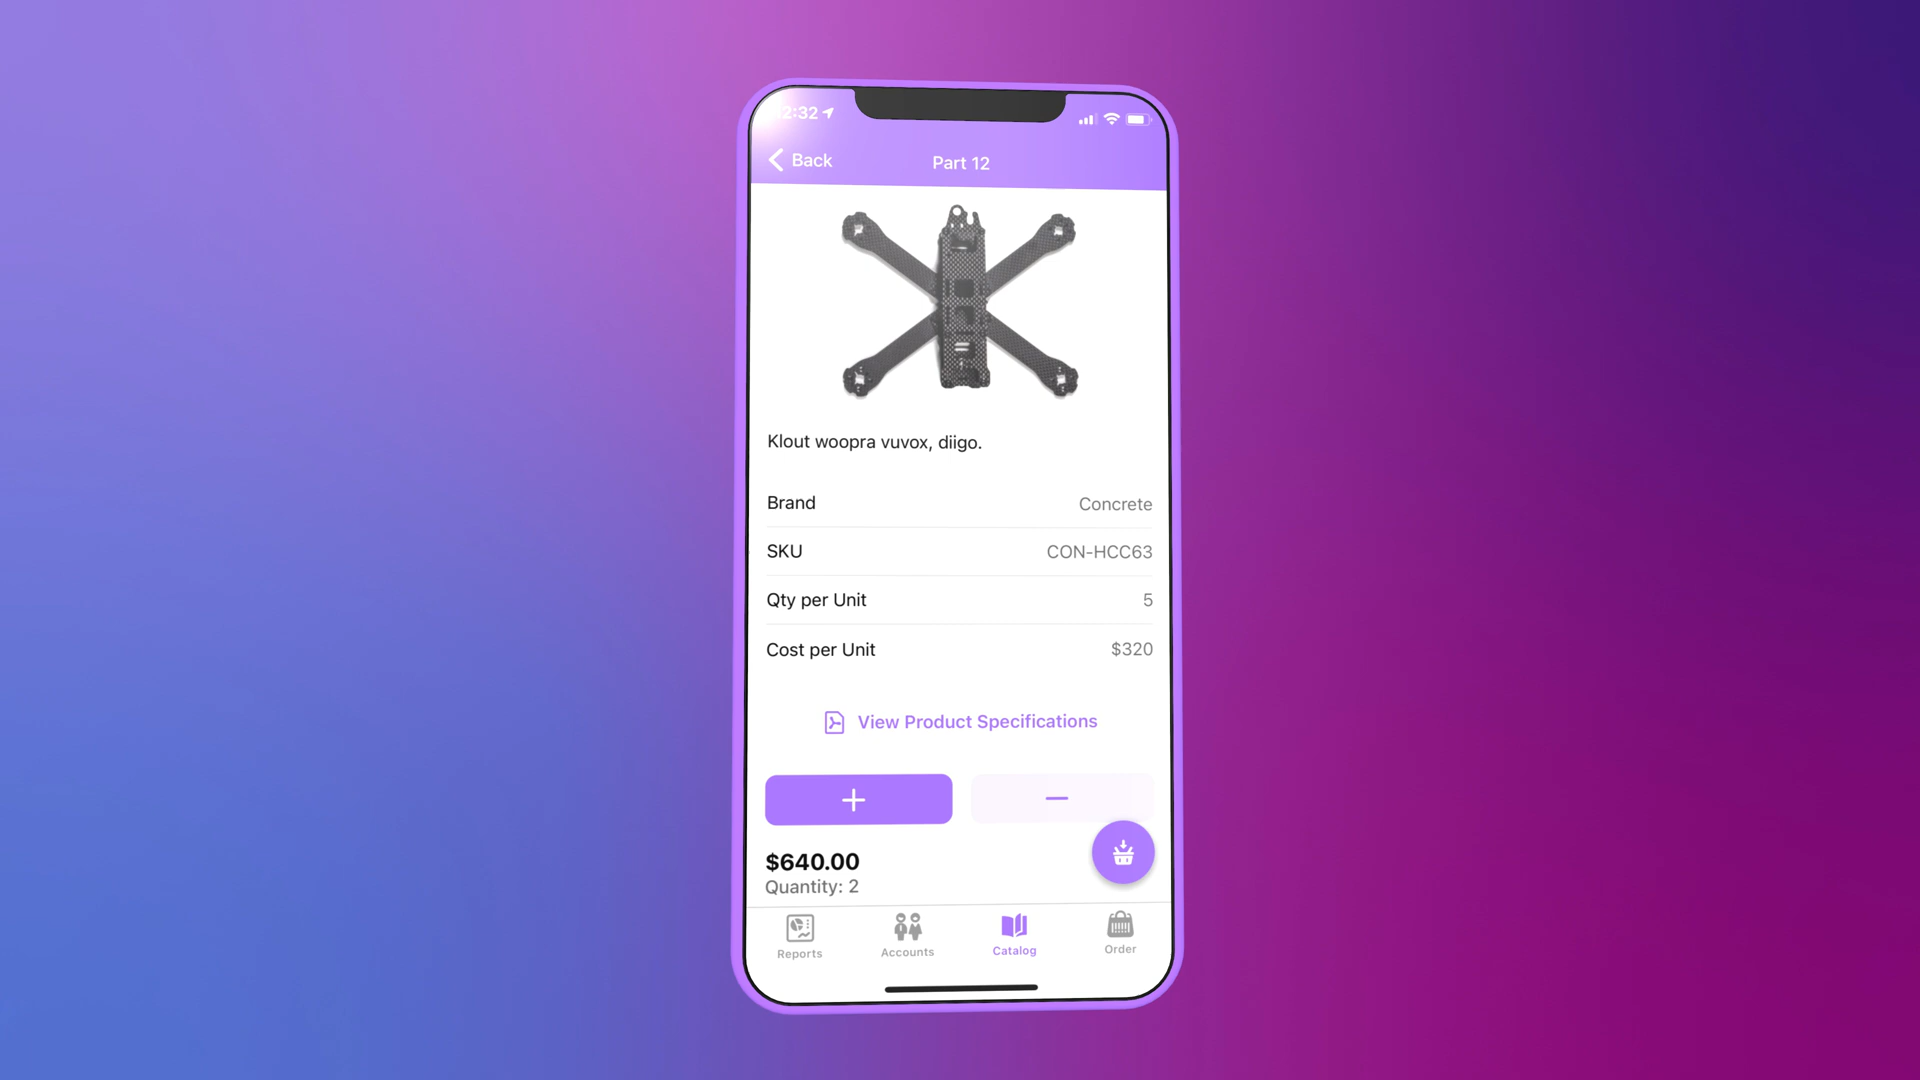 2:32
Back
Part 12
Klout woopra vuvox, diigo.
Brand
Concrete
SKU
CON-HCC63
Qty per Unit
5
Cost per Unit
$320
View Product Specifications
$640.00
Quantity: 2
Reports
Accounts
Catalog
Order